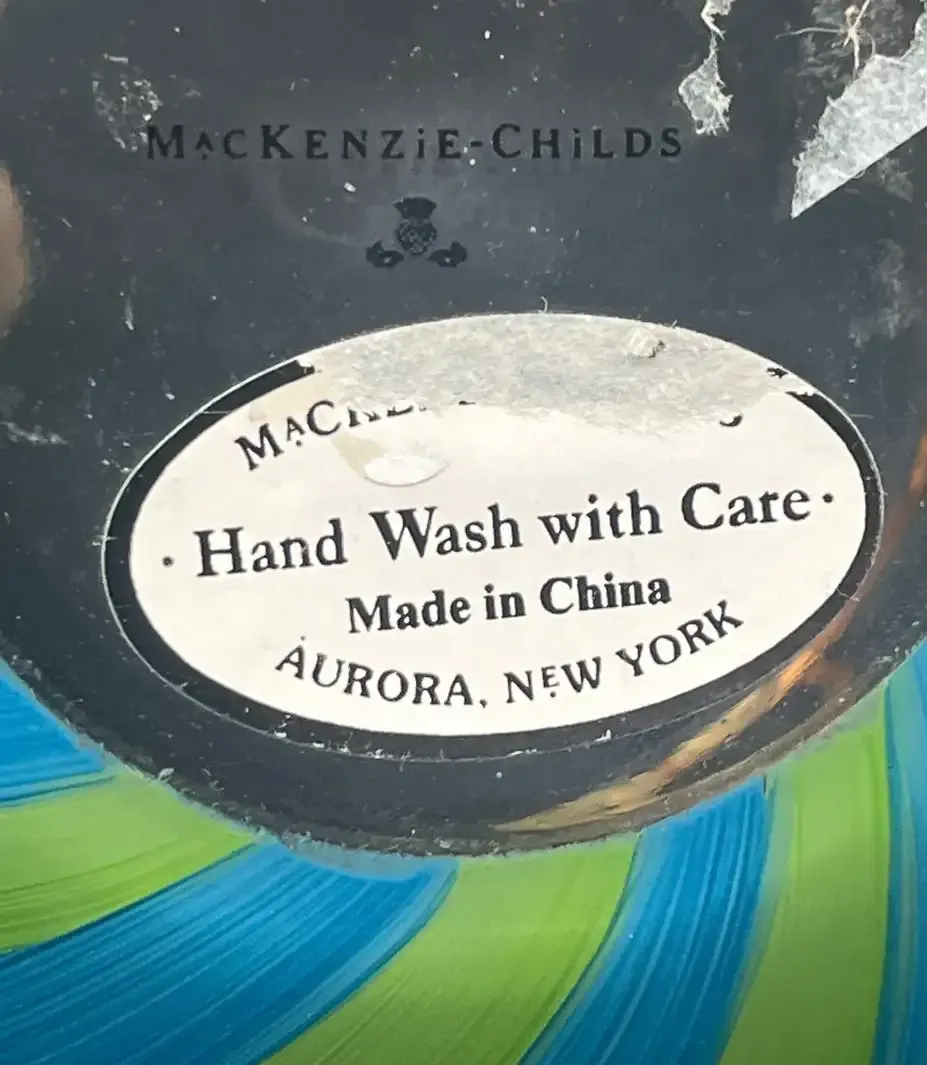 MACKENZiE-CHiLDS
Hand Wash with Care
Made in China
AURORA, NEW YORK